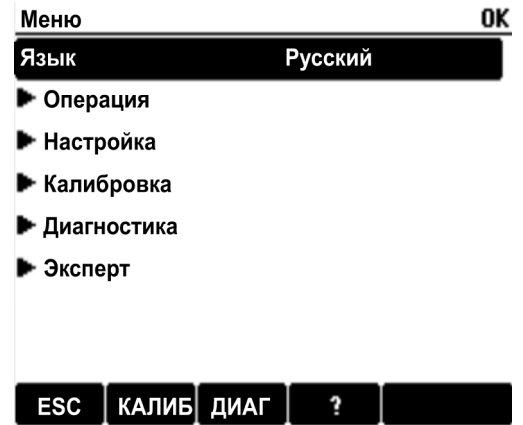 Меню OK
Язык Русский
Операция
Настройка
Калибровка
Диагностика
Эксперт
ESC КАЛИБ ДИАГ ?